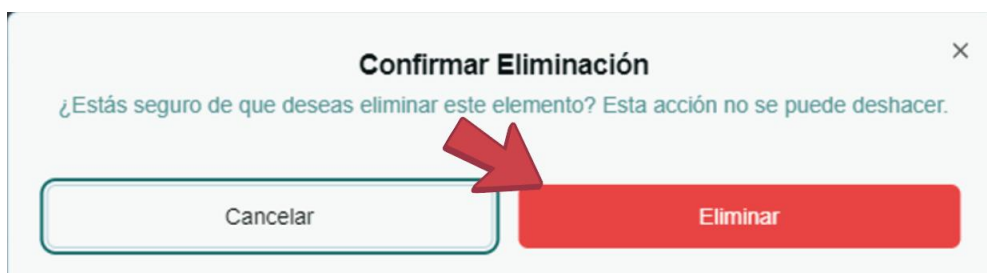 Confirmar Eliminación
¿Estás seguro de que deseas eliminar este elemento? Esta acción no se puede deshacer.
Cancelar
Eliminar